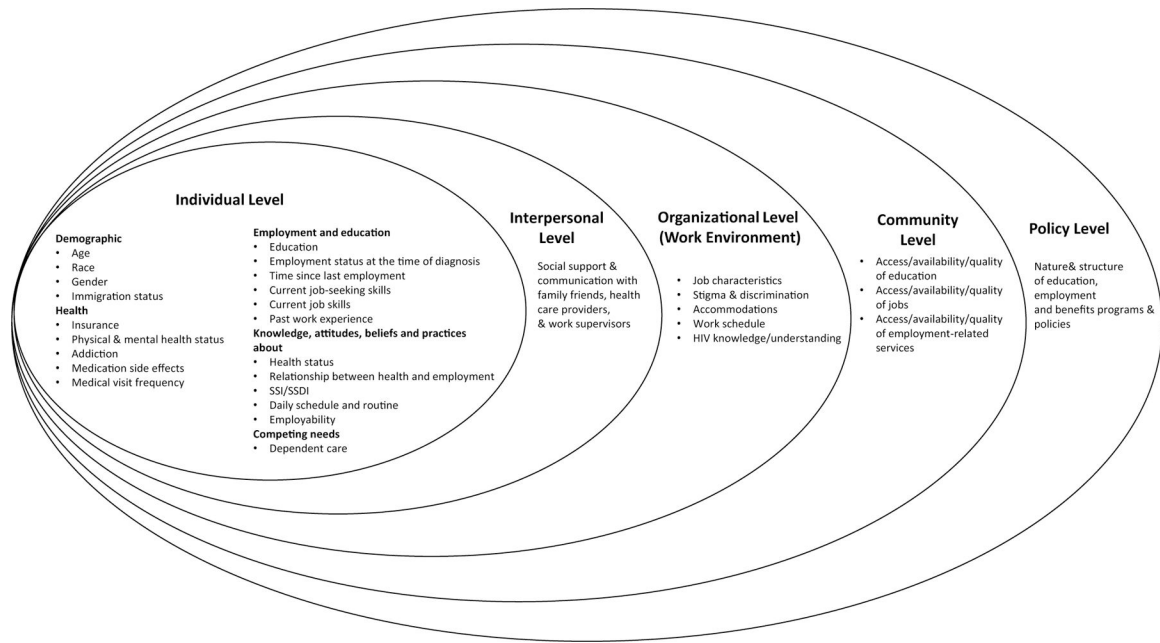 Individual Level
Demographic
• Age
• Race
• Gender
• Immigration status
Health
• Insurance
• Physical & mental health status
• Addiction
• Medication side effects
• Medical visit frequency
Employment and education
• Education
• Employment status at the time of diagnosis
• Time since last employment
• Current job-seeking skills
• Current job skills
• Past work experience
Knowledge, attitudes, beliefs and practices
about
• Health status
• Relationship between health and employment
• SSI/SSDI
• Daily schedule and routine
• Employability
Competing needs
• Dependent care
Interpersonal
Level
Social support &
communication with
family friends, health
care providers,
& work supervisors
Organizational Level
(Work Environment)
• Job characteristics
• Stigma & discrimination
• Accommodations
• Work schedule
• HIV knowledge/understanding
Community
Level
• Access/availability/quality
of education
• Access/availability/quality
of jobs
• Access/availability/quality
of employment-related
services
Policy Level
Nature& structure
of education,
employment
and benefits programs &
policies